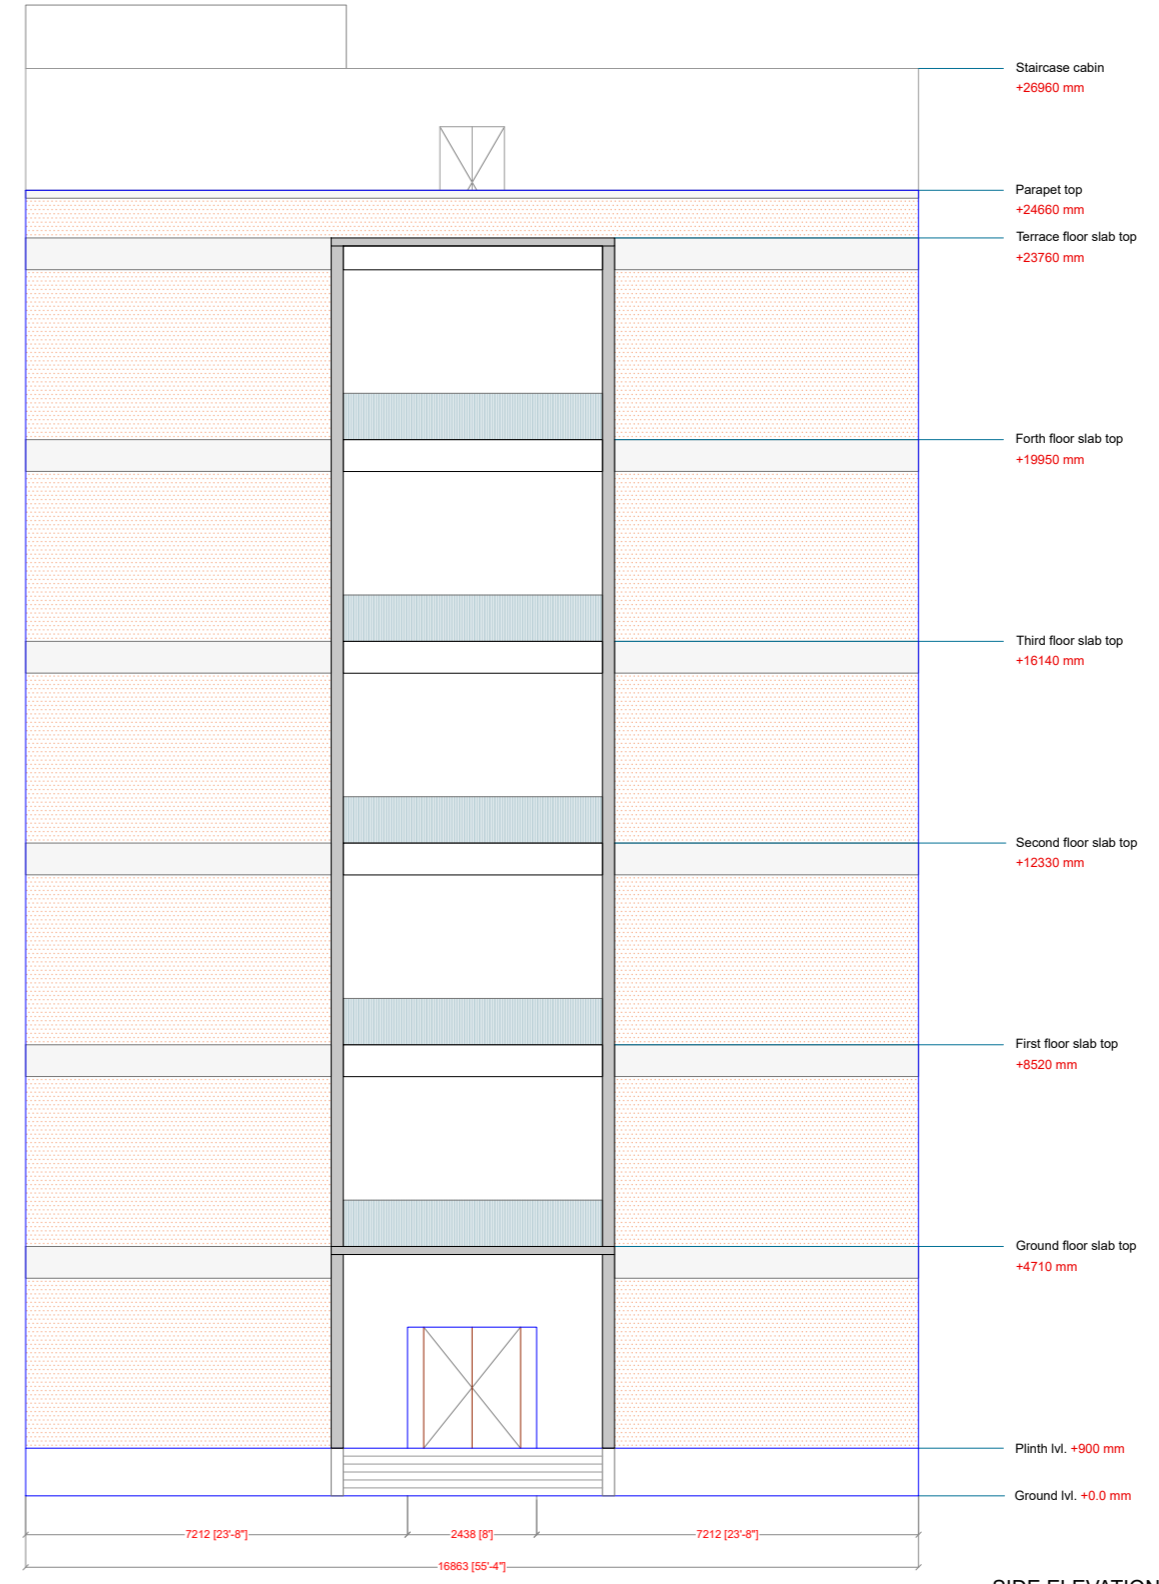 Staircase cabin
+26960 mm
Parapet top
+24660 mm
Terrace floor slab top
+23760 mm
Forth floor slab top
+19950 mm
Third floor slab top
+16140 mm
Second floor slab top
+12330 mm
First floor slab top
+8520 mm
Ground floor slab top
+4710 mm
Plinth lvl. +900 mm
Ground lvl. +0.0 mm
7212 [23'-8"] 2438 [8'] 7212 [23'-8"]
16863 [55'-4"]
SIDE ELEVATION